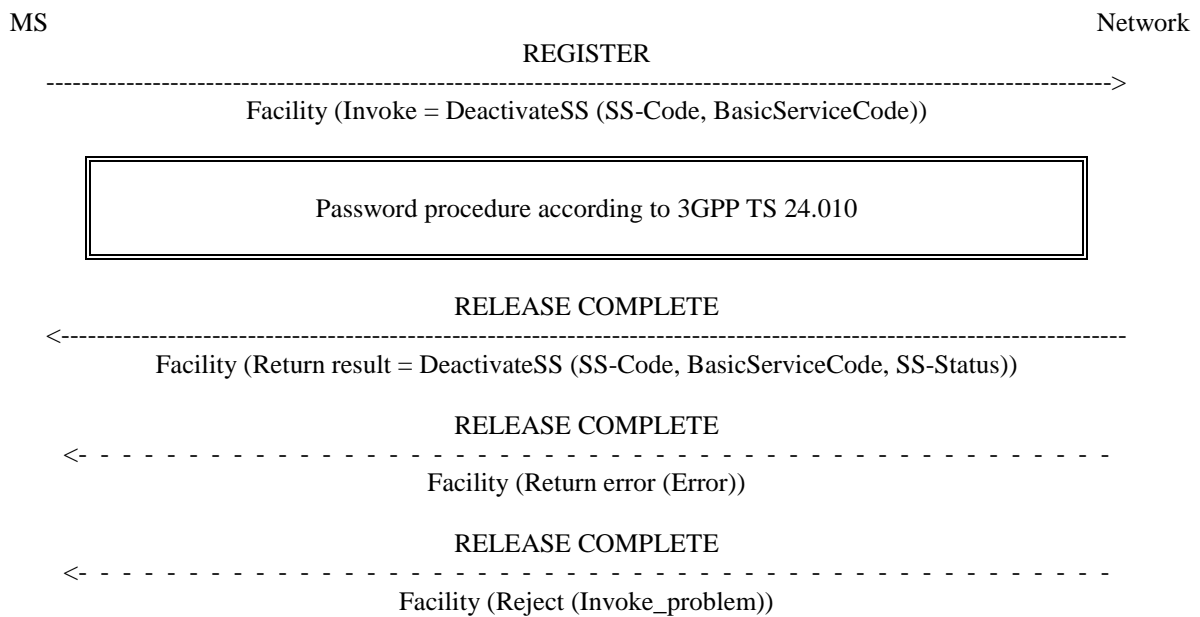 MS Network
REGISTER
Facility (Invoke = DeactivateSS (SS-Code, BasicServiceCode))
Password procedure according to 3GPP TS 24.010
RELEASE COMPLETE
Facility (Return result = DeactivateSS (SS-Code, BasicServiceCode, SS-Status))
RELEASE COMPLETE
Facility (Return error (Error))
RELEASE COMPLETE
Facility (Reject (Invoke_problem))